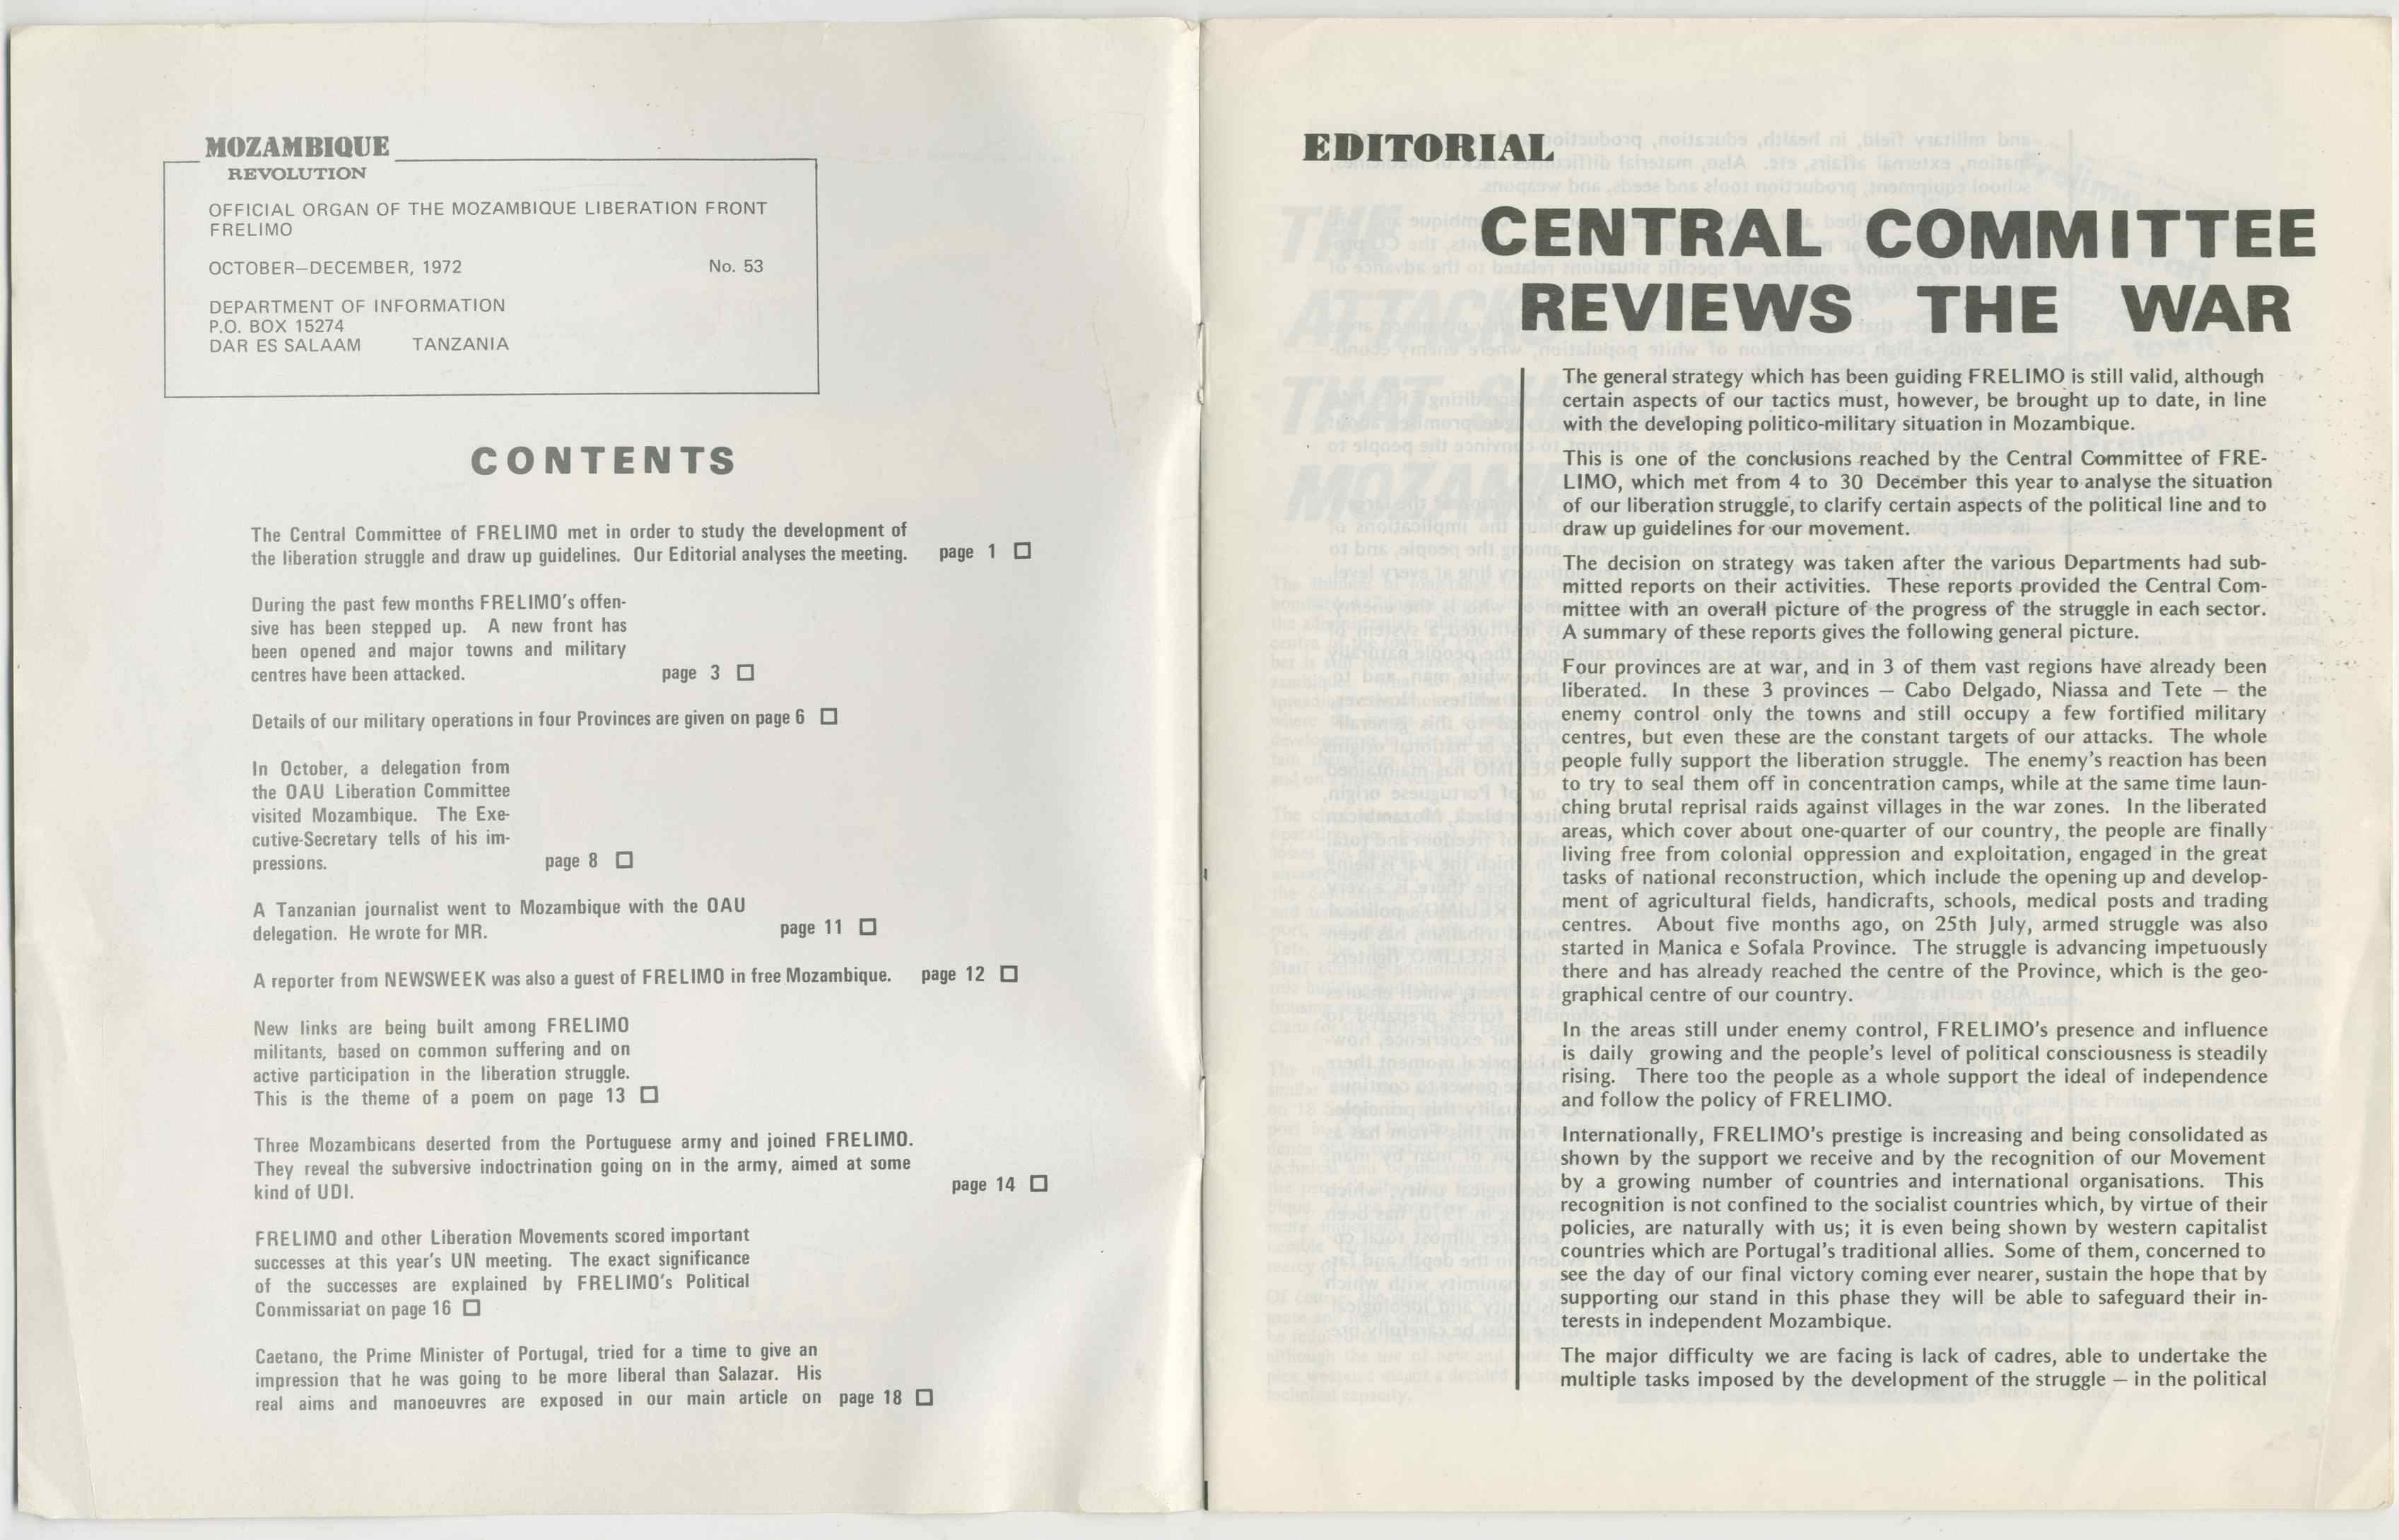 MOZAMBIQUE
REVOLUTION
OFFICIAL ORGAN OF THE MOZAMBIQUE LIBERATION FRONT
FRELIMO
OCTOBER—DECEMBER, 1972 No. 53
DEPARTMENT OF INFORMATION
P.O. BOX 15274
DAR ES SALAAM TANZANIA
CONTENTS
The Central Committee of FRELIMO met in order to study the development of
the liberation struggle and draw up guidelines. Our Editorial analyses the meeting. page 1 □
During the past few months FRELIMO's offen-
sive has been stepped up. A new front has
been opened and major towns and military
centres have been attacked. page 3 □
Details of our military operations in four Provinces are given on page 6 □
In October, a delegation from
the OAU Liberation Committee
visited Mozambique. The Exe-
cutive-Secretary tells of his im-
pressions. page 8 □
A Tanzanian journalist went to Mozambique with the OAU
delegation. He wrote for MR. page 11 □
A reporter from NEWSWEEK was also a guest of FRELIMO in free Mozambique. page 12 □
New links are being built among FRELIMO
militants, based on common suffering and on
active participation in the liberation struggle.
This is the theme of a poem on page 13 □
Three Mozambicans deserted from the Portuguese army and joined FRELIMO.
They reveal the subversive indoctrination going on in the army, aimed at some
kind of UDI. page 14 □
FRELIMO and other Liberation Movements scored important
successes at this year's UN meeting. The exact significance
of the successes are explained by FRELIMO's Political
Commissariat on page 16 □
Caetano, the Prime Minister of Portugal, tried for a time to give an
impression that he was going to be more liberal than Salazar. His
real aims and manoeuvres are exposed in our main article on page 18 □
EDITORIAL
CENTRAL COMMITTEE
REVIEWS THE WAR
The general strategy which has been guiding FRELIMO is still valid, although
certain aspects of our tactics must, however, be brought up to date, in line
with the developing politico-military situation in Mozambique.
This is one of the conclusions reached by the Central Committee of FRE-
LIMO, which met from 4 to 30 December this year to analyse the situation
of our liberation struggle, to clarify certain aspects of the political line and to
draw up guidelines for our movement.
The decision on strategy was taken after the various Departments had sub-
mitted reports on their activities. These reports provided the Central Com-
mittee with an overall picture of the progress of the struggle in each sector.
A summary of these reports gives the following general picture.
Four provinces are at war, and in 3 of them vast regions have already been
liberated. In these 3 provinces — Cabo Delgado, Niassa and Tete — the
enemy control only the towns and still occupy a few fortified military
centres, but even these are the constant targets of our attacks. The whole
people fully support the liberation struggle. The enemy's reaction has been
to try to seal them off in concentration camps, while at the same time laun-
ching brutal reprisal raids against villages in the war zones. In the liberated
areas, which cover about one-quarter of our country, the people are finally
living free from colonial oppression and exploitation, engaged in the great
tasks of national reconstruction, which include the opening up and develop-
ment of agricultural fields, handicrafts, schools, medical posts and trading
centres. About five months ago, on 25th July, armed struggle was also
started in Manica e Sofala Province. The struggle is advancing impetuously
there and has already reached the centre of the Province, which is the geo-
graphical centre of our country.
In the areas still under enemy control, FRELIMO's presence and influence
is daily growing and the people's level of political consciousness is steadily
rising. There too the people as a whole support the ideal of independence
and follow the policy of FRELIMO.
Internationally, FRELIMO's prestige is increasing and being consolidated as
shown by the support we receive and by the recognition of our Movement
by a growing number of countries and international organisations. This
recognition is not confined to the socialist countries which, by virtue of their
policies, are naturally with us; it is even being shown by western capitalist
countries which are Portugal's traditional allies. Some of them, concerned to
see the day of our final victory coming ever nearer, sustain the hope that by
supporting our stand in this phase they will be able to safeguard their in-
terests in independent Mozambique.
The major difficulty we are facing is lack of cadres, able to undertake the
multiple tasks imposed by the development of the struggle — in the political